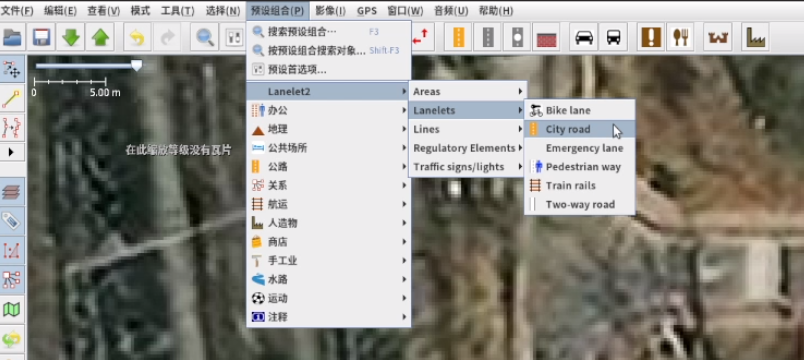 文件(F) 编辑(E) 查看(V) 模式 工具(T) 选择(N) 预设组合(P) 影像(I) GPS 窗口(W) 音频(U) 帮助(H)
搜索预设组合… F3
按预设组合搜索对象... Shift-F3
预设首选项...
0 5.00 m
Lanelet2
Areas
办公
Lanelets
Bike lane
地理
Lines
City road
公共场所
Regulatory Elements
Emergency lane
在此缩放等级没有瓦片
公路
Traffic signs/lights
Pedestrian way
关系
Train rails
航运
Two-way road
人造物
商店
手工业
水路
运动
注释